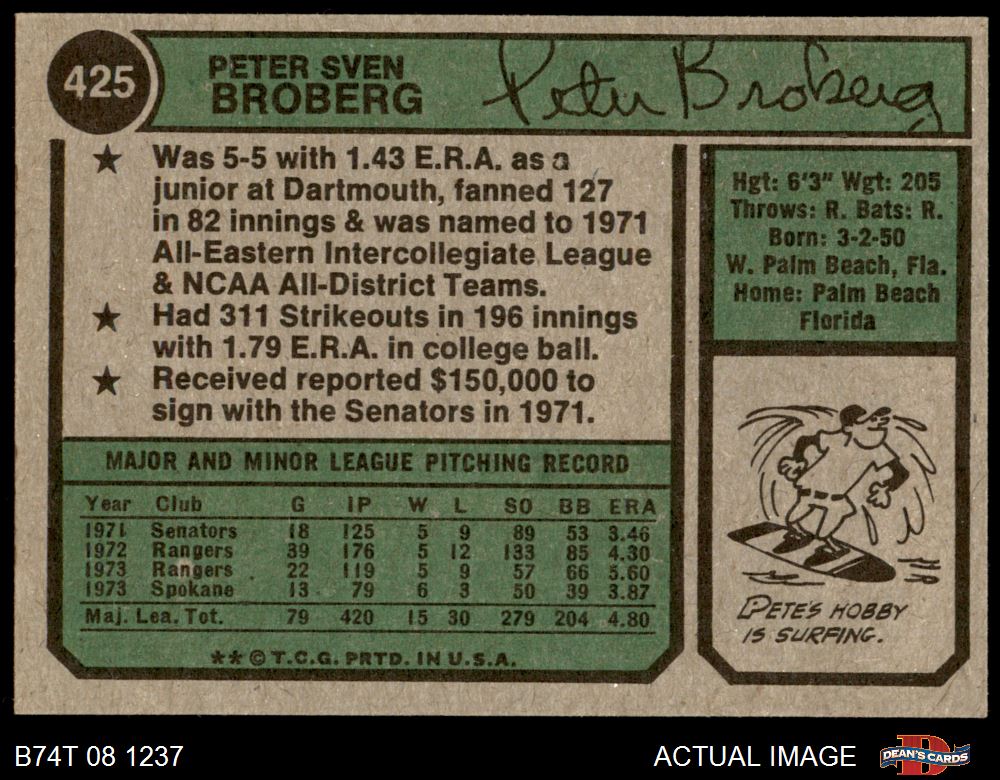 425
PETER SVEN
BROBERG
Peter Broberg
★ Was 5-5 with 1.43 E.R.A. as a
junior at Dartmouth, fanned 127
in 82 innings & was named to 1971
All-Eastern Intercollegiate League
& NCAA All-District Teams.
★ Had 311 Strikeouts in 196 innings
with 1.79 E.R.A. in college ball.
★ Received reported $150,000 to
sign with the Senators in 1971.
Hgt: 6'3" Wgt: 205
Throws: R. Bats: R.
Born: 3-2-50
W. Palm Beach, Fla.
Home: Palm Beach
Florida
MAJOR AND MINOR LEAGUE PITCHING RECORD
Year Club G IP W L SO BB ERA
1971 Senators 18 125 5 9 89 53 3.46
1972 Rangers 39 176 5 12 133 85 4.30
1973 Rangers 22 119 5 9 57 66 5.60
1973 Spokane 13 79 6 3 50 39 3.87
Maj. Lea. Tot. 79 420 15 30 279 204 4.80
**©T.C.G. PRTD. IN U.S.A.
PETE'S HOBBY
IS SURFING.
B74T 08 1237
ACTUAL IMAGE
DEAN'S CARDS